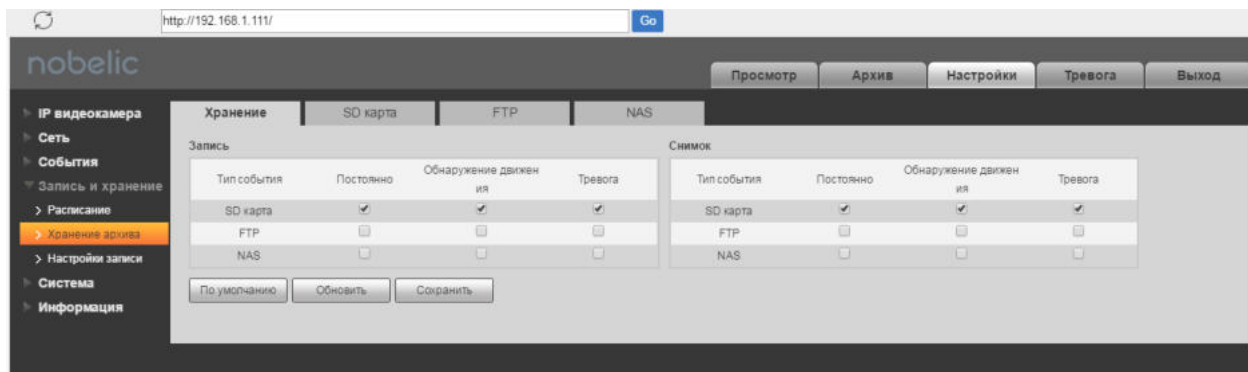 http://192.168.1.111/ Go
nobelic
Просмотр Архив Настройки Тревога Выход
IP видеокамера
Сеть
События
Запись и хранение
Расписание
Хранение архива
Настройки записи
Система
Информация
Хранение SD карта FTP NAS
Запись
Тип события Постоянно Обнаружение движен
ия Тревога
SD карта
FTP
NAS
Снимок
Тип события Постоянно Обнаружение движен
ия Тревога
SD карта
FTP
NAS
По умолчанию Обновить Сохранить